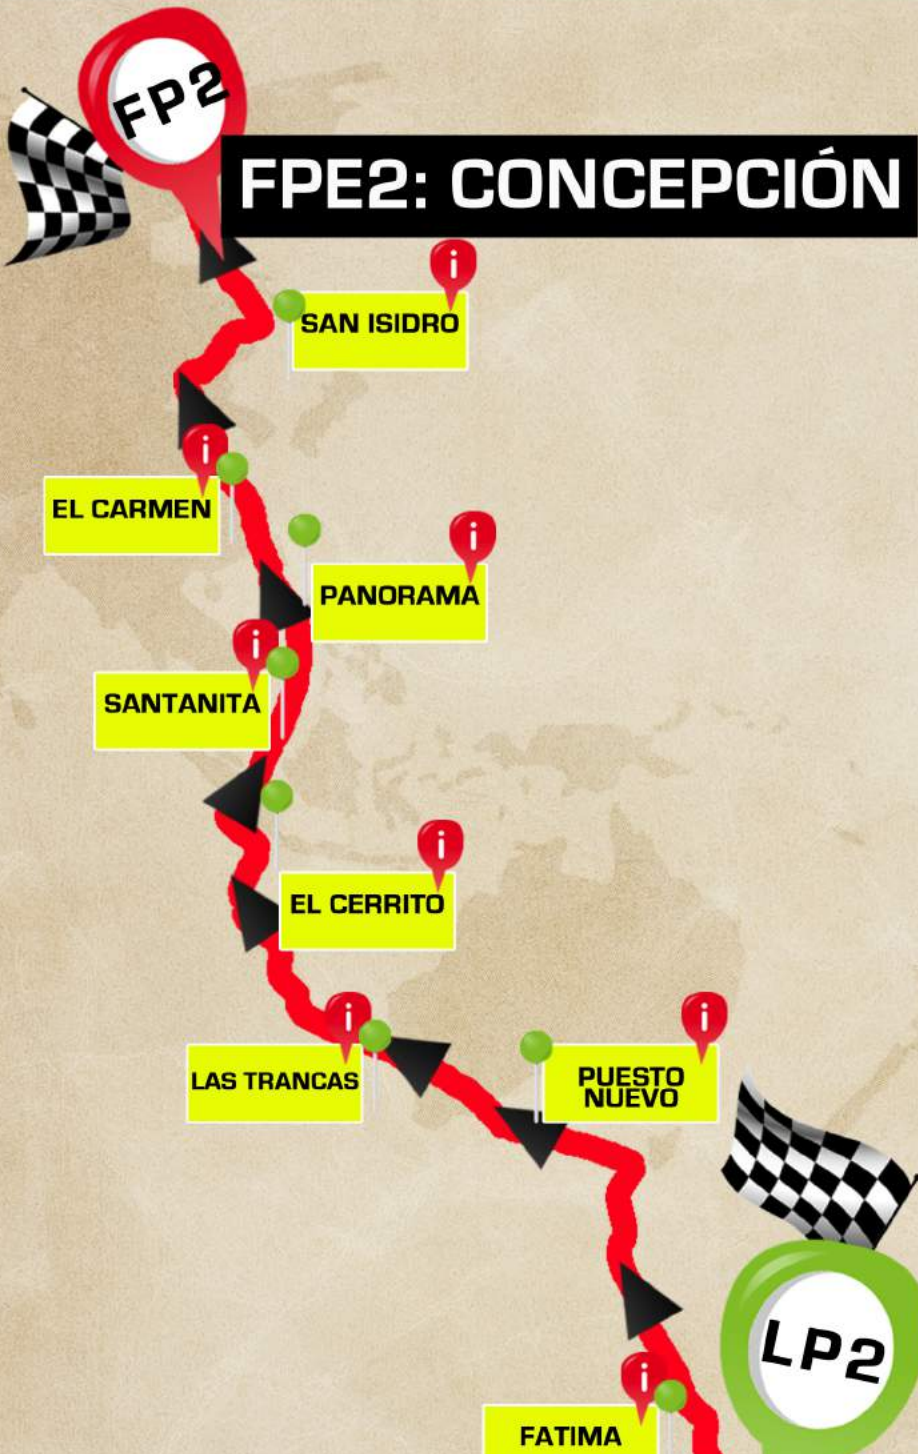 FP2
FPE2: CONCEPCIÓN
i
SAN ISIDRO
i
EL CARMEN
i
PANORAMA
i
SANTANITA
i
EL CERRITO
i
LAS TRANCAS
i
PUESTO
NUEVO
LP2
i
FATIMA